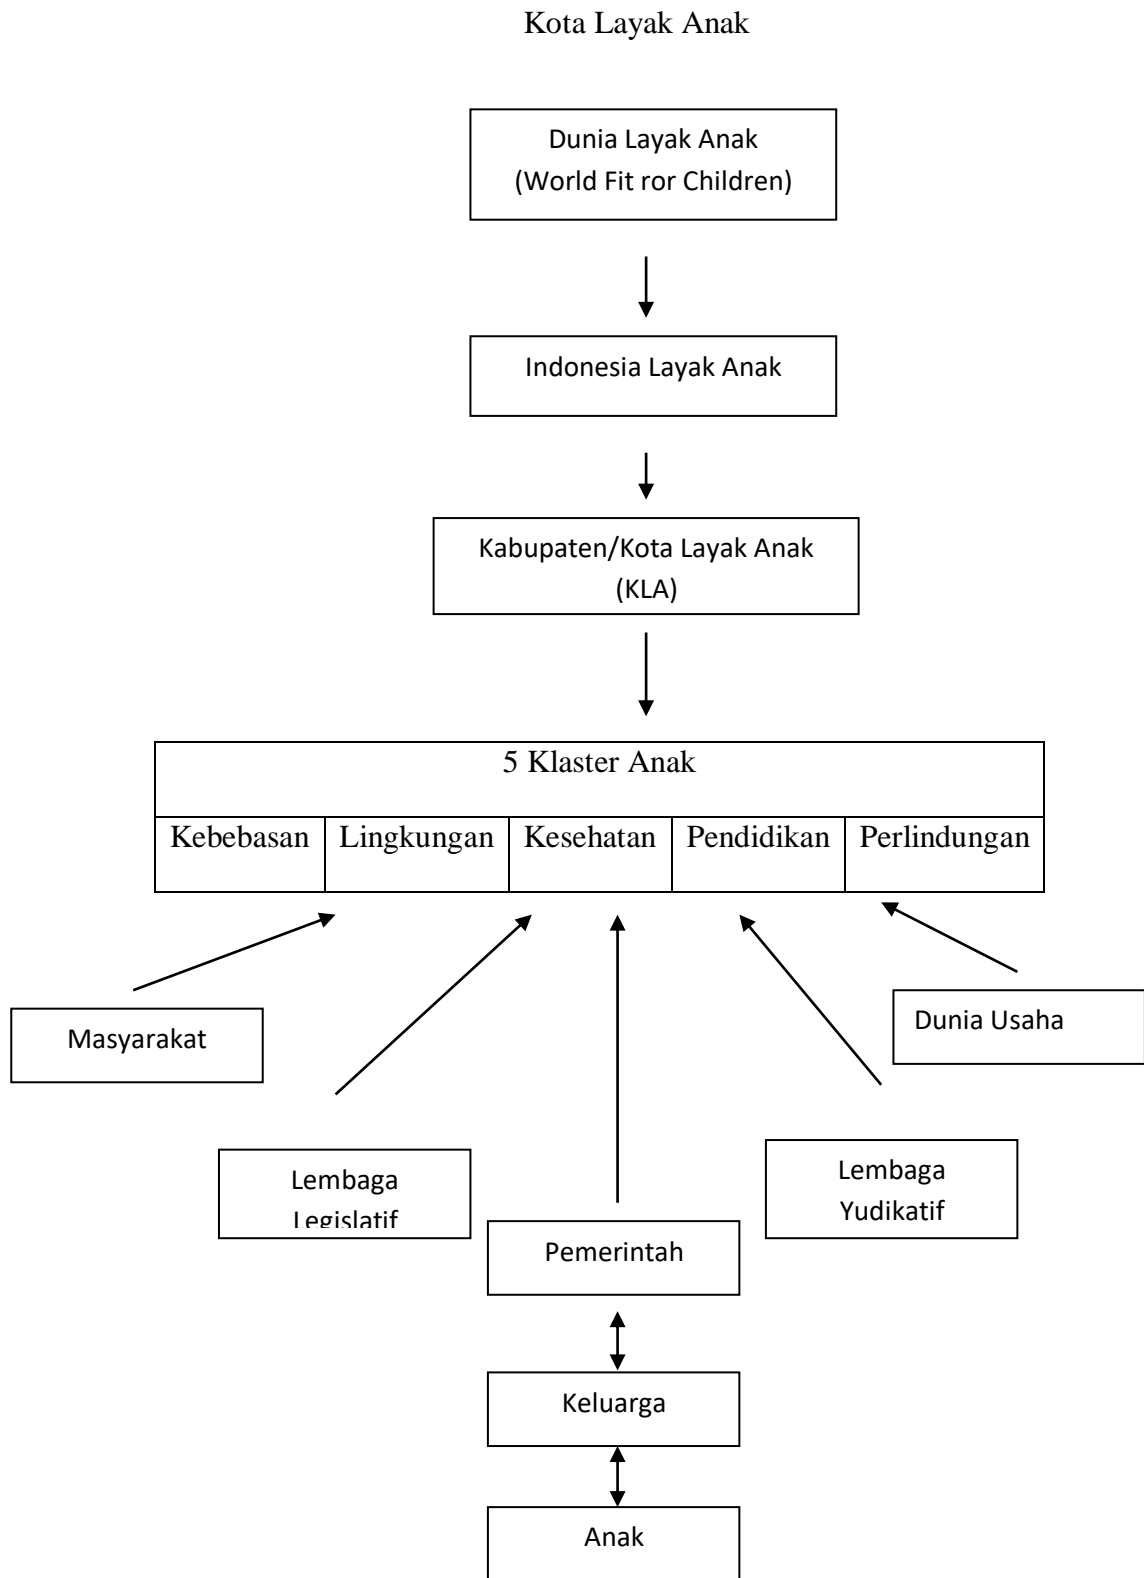 Kota Layak Anak
Dunia Layak Anak
(World Fit ror Children)
Indonesia Layak Anak
Kabupaten/Kota Layak Anak
(KLA)
5 Klaster Anak
Kebebasan Lingkungan Kesehatan Pendidikan Perlindungan
Masyarakat
Dunia Usaha
Lembaga
Legislatif
Lembaga
Yudikatif
Pemerintah
Keluarga
Anak